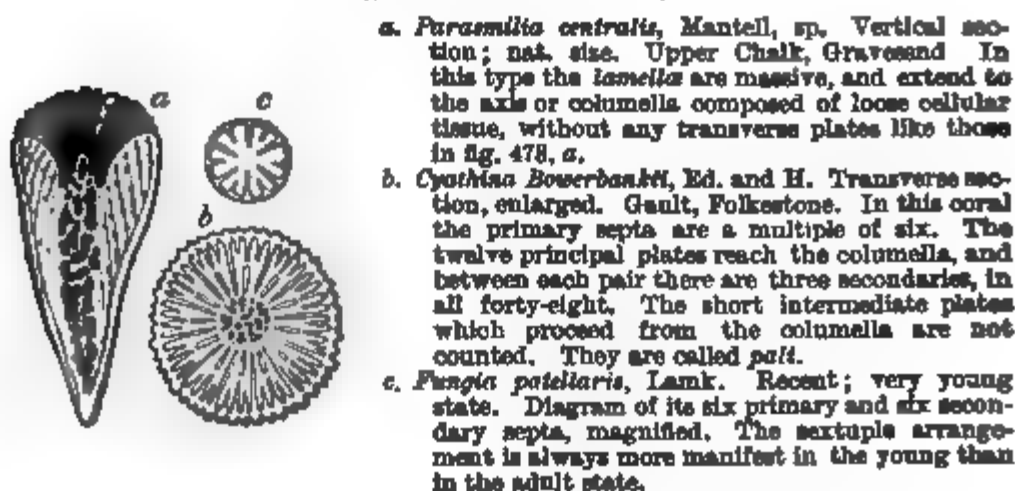 a
c
b
a. Parasmilia centralis, Mantell, sp. Vertical sec-
tion; nat. size. Upper Chalk, Gravesend In
this type the lamellæ are massive, and extend to
the axis or columella composed of loose cellular
tissue, without any transverse plates like those
in fig. 478, a.
b. Cyathina Bowerbankii, Ed. and H. Transverse sec-
tion, enlarged. Gault, Folkestone. In this coral
the primary septa are a multiple of six. The
twelve principal plates reach the columella, and
between each pair there are three secondaries, in
all forty-eight. The short intermediate plates
which proceed from the columella are not
counted. They are called pali.
c. Fungia patellaris, Lamk. Recent; very young
state. Diagram of its six primary and six secon-
dary septa, magnified. The sextuple arrange-
ment is always more manifest in the young than
in the adult state.